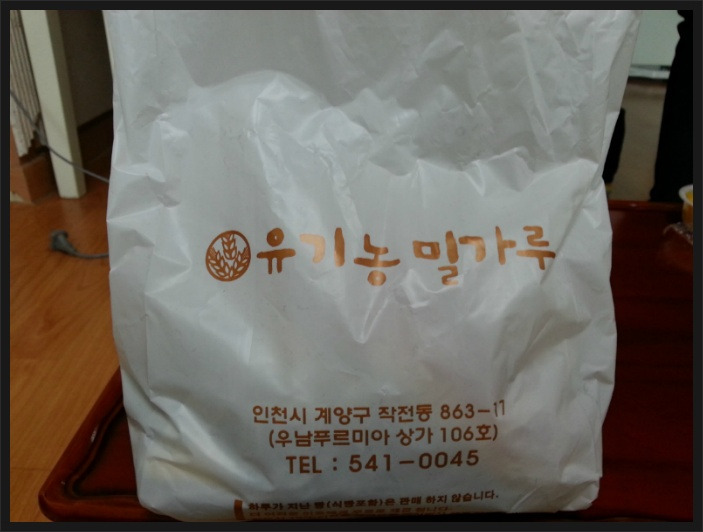 유기농 밀가루
인천시 계양구 작전동 863-11
(우남푸르미아 상가 106호)
TEL : 541-0045
하루가 지난 빵(식빵포함)은 판매 하지 않습니다.